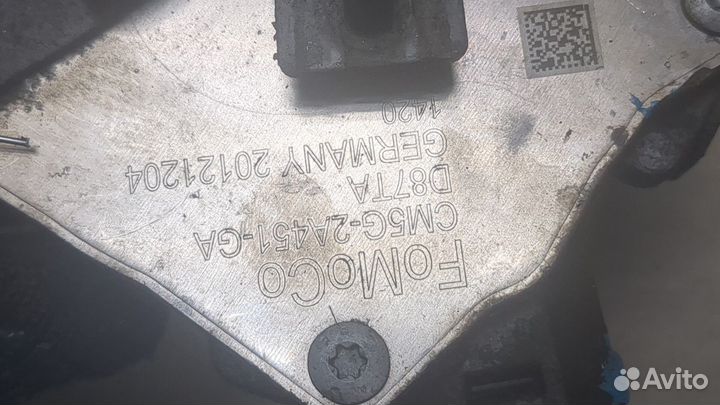 FoMoCo
CM5G-2A451-GA
D87TA
GERMANY 20121204
1420
Avito